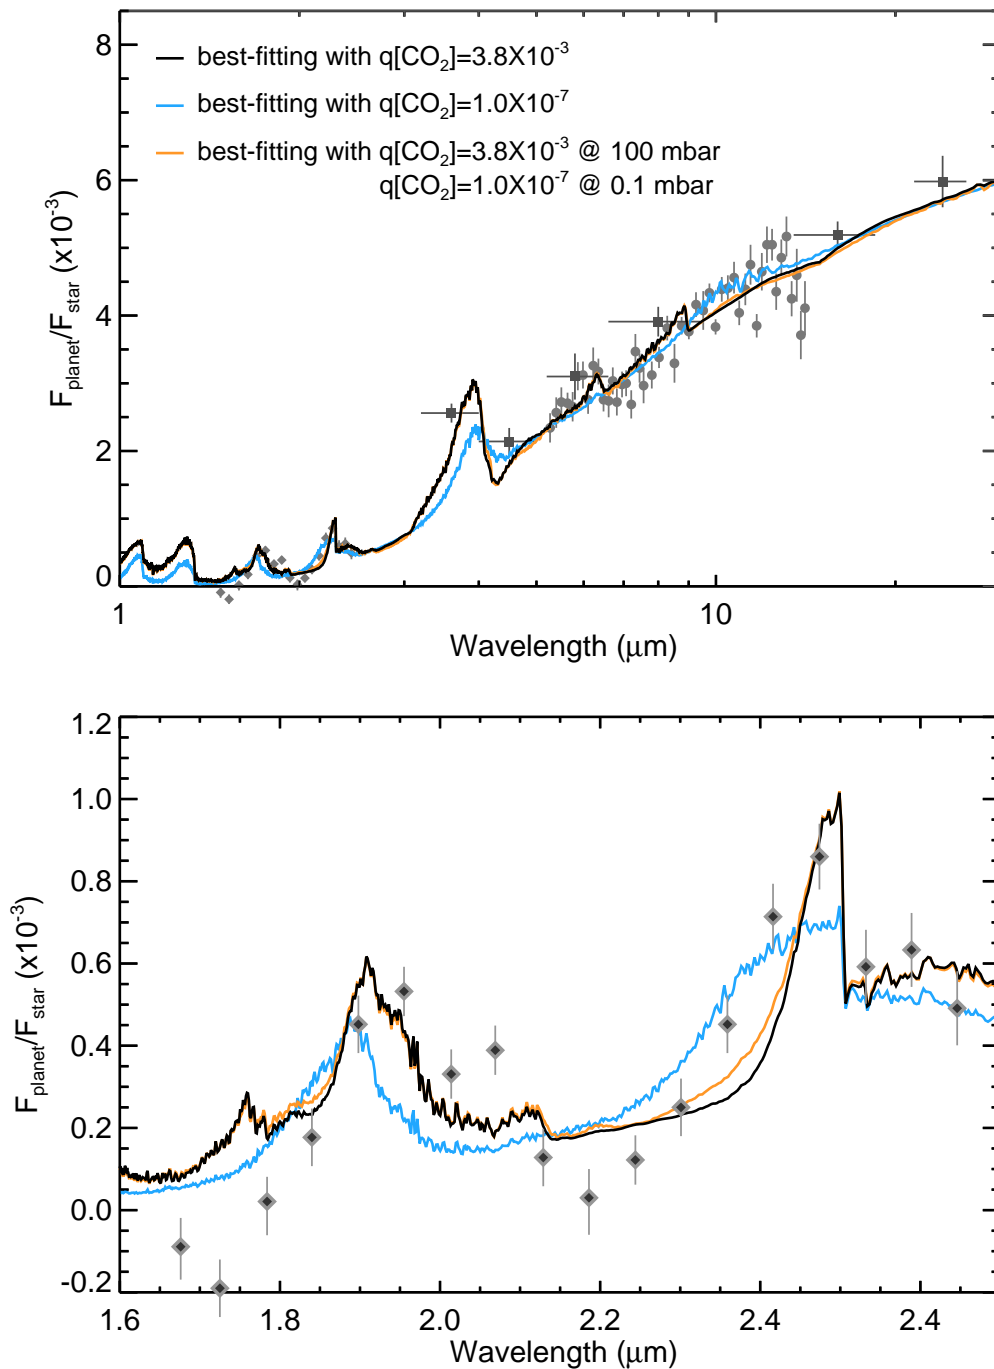 8
best-fitting with q[CO2]=3.8X10-3
best-fitting with q[CO2]=1.0X10-7
best-fitting with q[CO2]=3.8X10-3 @ 100 mbar
q[CO2]=1.0X10-7 @ 0.1 mbar
6
4
2
0
Fplanet/Fstar (x10-3)
1
10
Wavelength (μm)
1.2
1.0
0.8
0.6
0.4
0.2
0.0
-0.2
Fplanet/Fstar (x10-3)
1.6
1.8
2.0
2.2
2.4
2.4
Wavelength (μm)